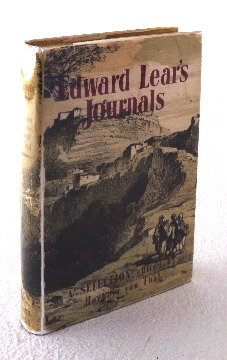 Edward Lear's
Journals
A SELECTION edited by
Herbert van Thal